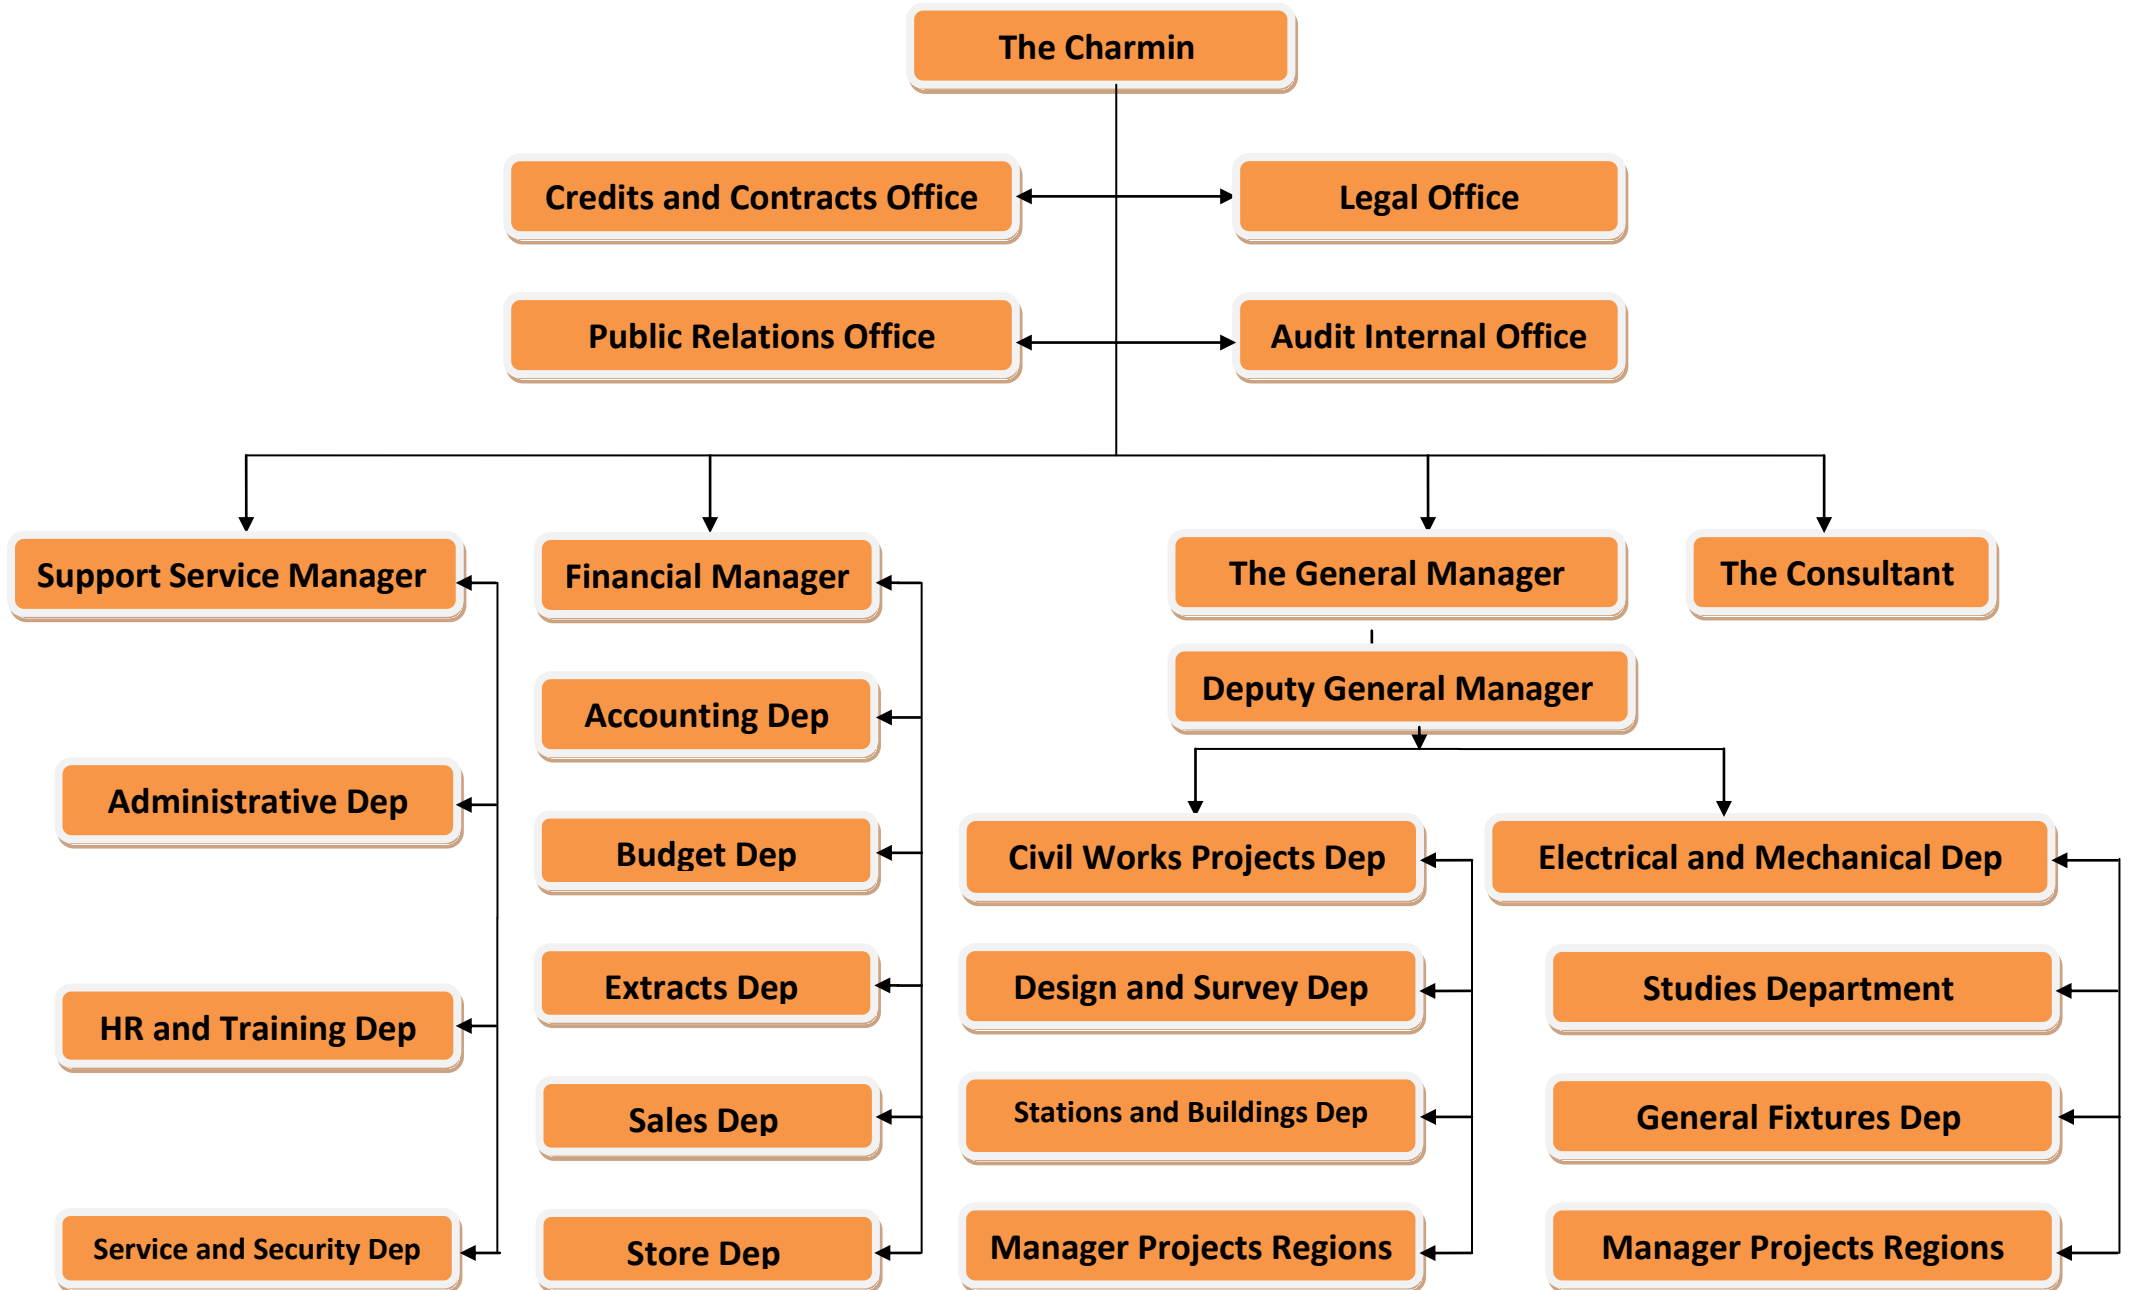 The Charmin
Credits and Contracts Office
Legal Office
Public Relations Office
Audit Internal Office
Support Service Manager
Financial Manager
The General Manager
The Consultant
Deputy General Manager
Accounting Dep
Administrative Dep
Budget Dep
Civil Works Projects Dep
Electrical and Mechanical Dep
Extracts Dep
Design and Survey Dep
Studies Department
HR and Training Dep
Sales Dep
Stations and Buildings Dep
General Fixtures Dep
Service and Security Dep
Store Dep
Manager Projects Regions
Manager Projects Regions